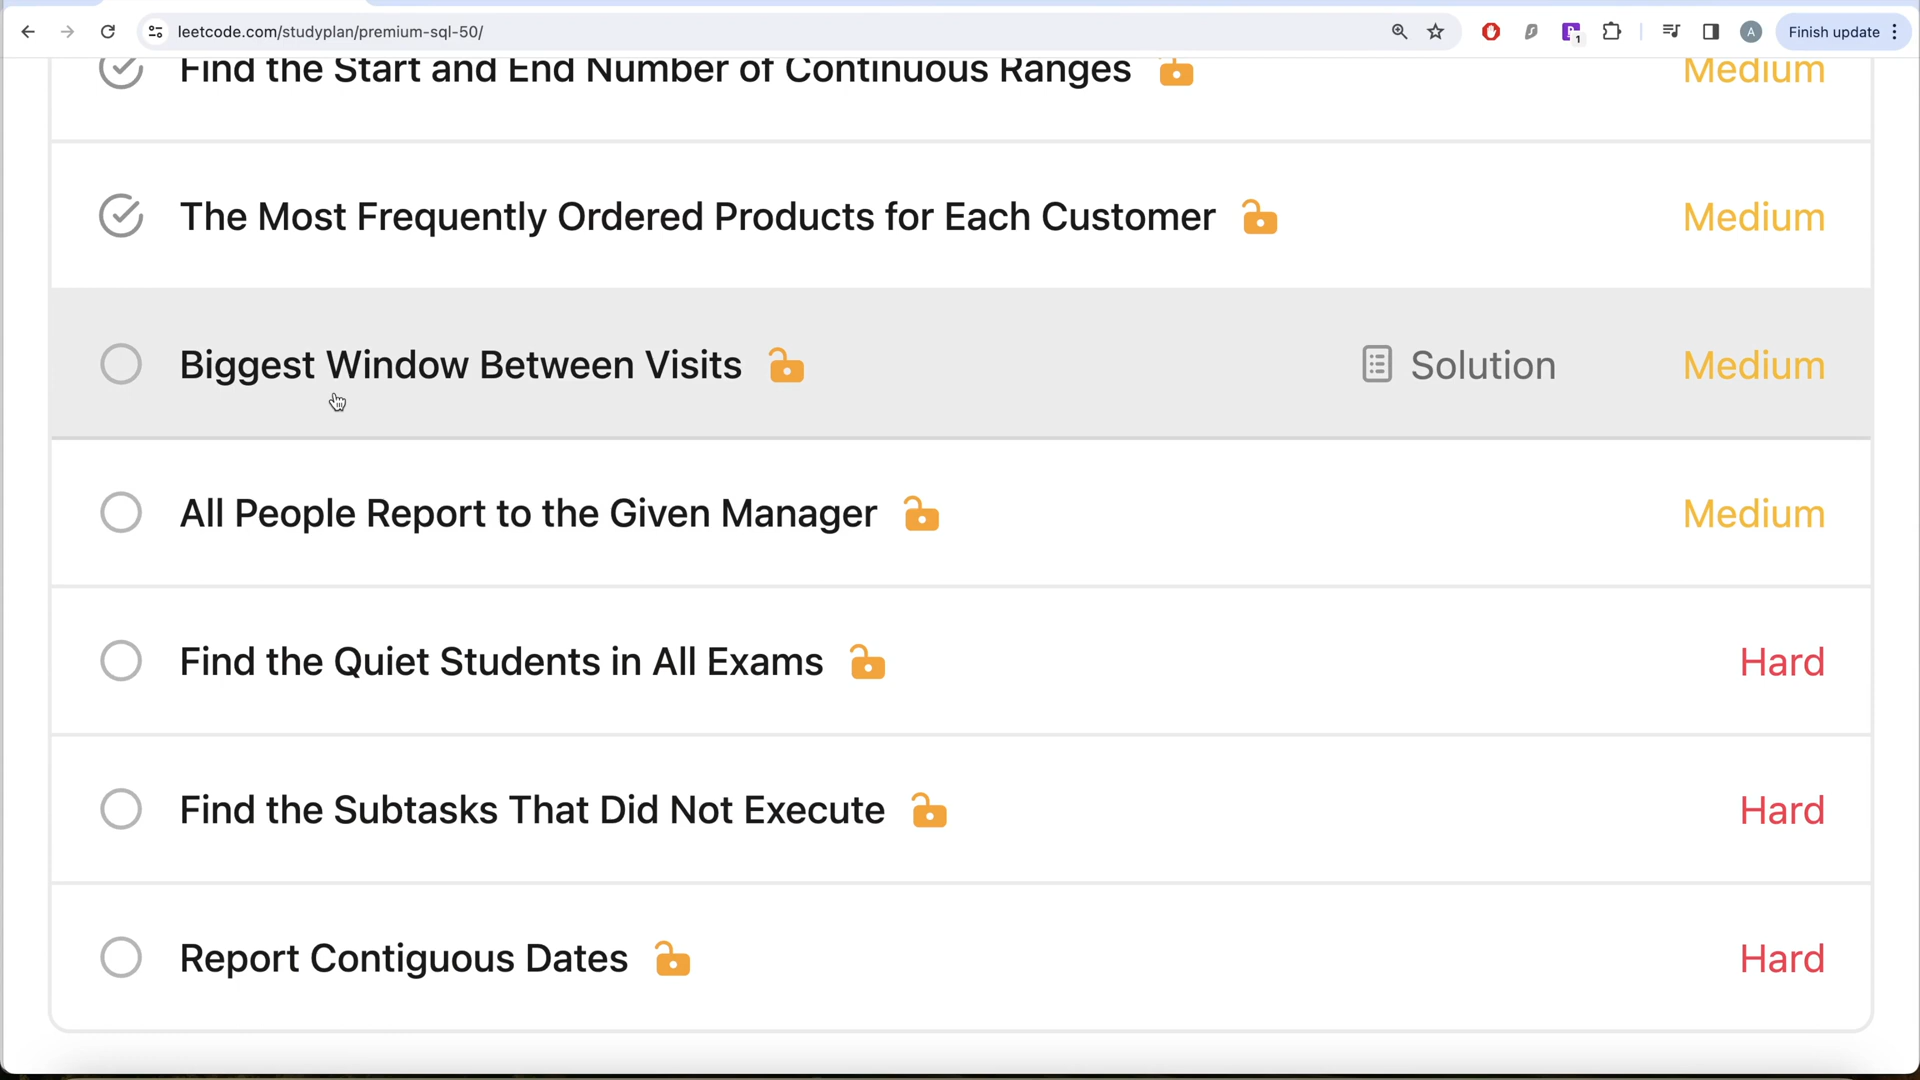 leetcode.com/studyplan/premium-sql-50/
1
A
Finish update
Find the Start and End Number of Continuous Ranges Medium
The Most Frequently Ordered Products for Each Customer Medium
Biggest Window Between Visits Solution Medium
All People Report to the Given Manager Medium
Find the Quiet Students in All Exams Hard
Find the Subtasks That Did Not Execute Hard
Report Contiguous Dates Hard